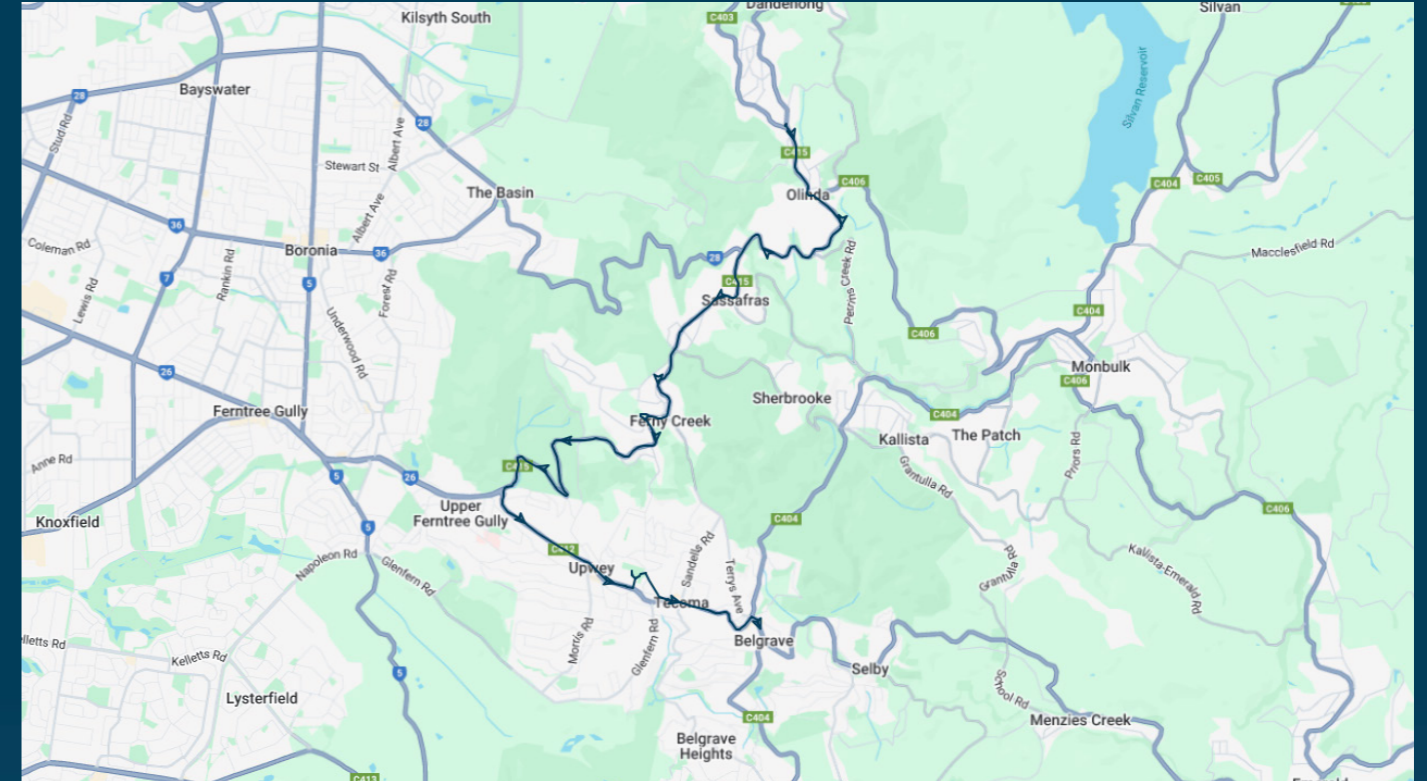 Kilsyth South
C403
Dandenong
Silvan
Bayswater
28
Stud Rd
Albert Ave
28
Silvan Reservoir
Stewart St
C415
The Basin
Olinda
C406
C404
C405
Albert Ave
36
Coleman Rd
Boronia
36
Macclesfield Rd
Rankin Rd
7
5
Forest Rd
28
Perrins Creek Rd
Lewis Rd
C415
Sassafras
C404
Underwood Rd
C406
26
Monbulk
C406
Sherbrooke
Ferntree Gully
Ferny Creek
C404
Kallista
The Patch
Anne Rd
C415
Priors Rd
5
26
Grantulla Rd
Knoxfield
Upper
Ferntree Gully
C404
C406
5
Napoleon Rd
Glenfern Rd
C412
Upwey
Sandells Rd
Terrys Ave
Grantulla Rd
Kallista-Emerald Rd
Tecoma
Morris Rd
Glenfern Rd
Belgrave
elletts Rd
Kelletts Rd
5
Selby
Lysterfield
School Rd
C404
Menzies Creek
Belgrave
Heights
C413